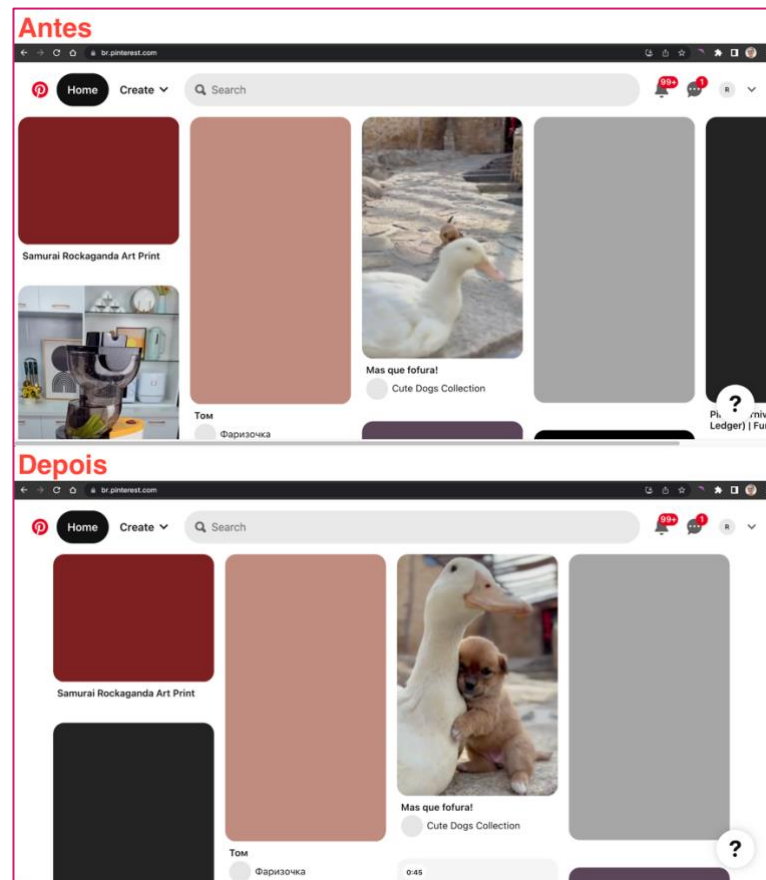 Antes
br.pinterest.com
Home Create Search 99+ 1 R
Samurai Rockaganda Art Print
Mas que fofura!
Cute Dogs Collection
Том
Фаризочка
?
Ledger) | Fu
Depois
br.pinterest.com
Home Create Search 99+ 1 R
Samurai Rockaganda Art Print
Mas que fofura!
Cute Dogs Collection
?
Том
Фаризочка
0:45